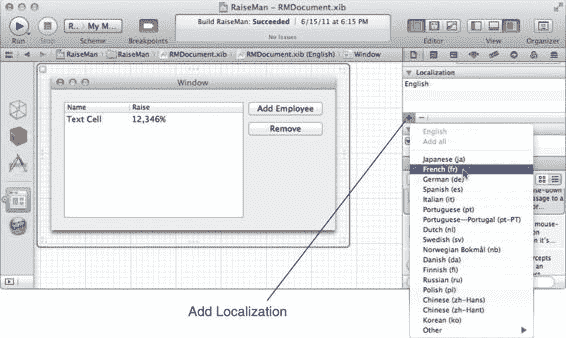 RaiseMan – RMDocument.xib
R... My M...
Build RaiseMan: Succeeded | 6/15/11 at 6:15 PM
No Issues
Run
Stop
Scheme
Breakpoints
Editor
View
Organizer
RaiseMan
RaiseMan
RMDocument.xib
RMDocument.xib (English)
Window
Localization
English
Window
Name
Raise
Text Cell
12,346%
Add Employee
Remove
English
Add all
Japanese (ja)
French (fr)
German (de)
Spanish (es)
Italian (it)
Portuguese (pt)
Portuguese—Portugal (pt-PT)
Dutch (nl)
Swedish (sv)
Norwegian Bokmål (nb)
Danish (da)
Finnish (fi)
Russian (ru)
Polish (pl)
Chinese (zh-Hans)
Chinese (zh-Hant)
Korean (ko)
Other
Add Localization